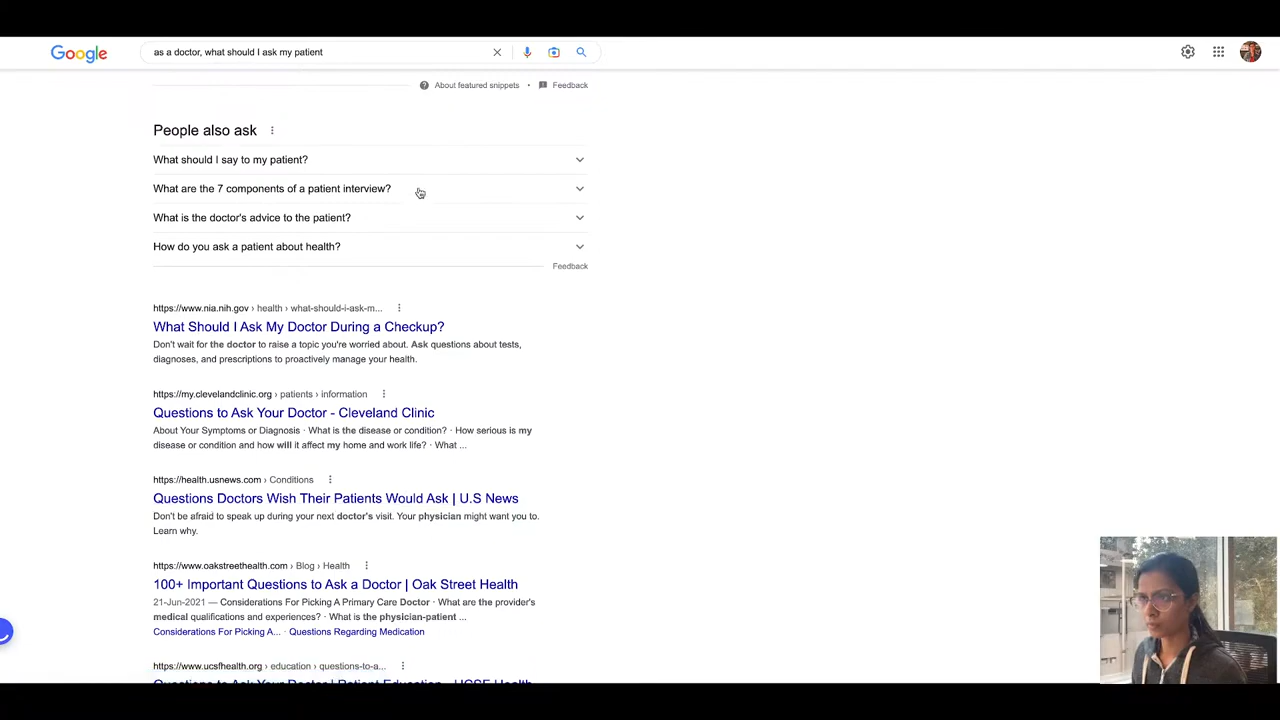 Google
as a doctor, what should I ask my patient
About featured snippets • Feedback
People also ask
What should I say to my patient?
What are the 7 components of a patient interview?
What is the doctor's advice to the patient?
How do you ask a patient about health?
Feedback
https://www.nia.nih.gov › health › what-should-i-ask-m...
What Should I Ask My Doctor During a Checkup?
Don't wait for the doctor to raise a topic you're worried about. Ask questions about tests,
diagnoses, and prescriptions to proactively manage your health.
https://my.clevelandclinic.org › patients › information
Questions to Ask Your Doctor - Cleveland Clinic
About Your Symptoms or Diagnosis · What is the disease or condition? · How serious is my
disease or condition and how will it affect my home and work life? · What ...
https://health.usnews.com › Conditions
Questions Doctors Wish Their Patients Would Ask | U.S News
Don't be afraid to speak up during your next doctor's visit. Your physician might want you to.
Learn why.
https://www.oakstreethealth.com › Blog › Health
100+ Important Questions to Ask a Doctor | Oak Street Health
21-Jun-2021 — Considerations For Picking A Primary Care Doctor · What are the provider's
medical qualifications and experiences? · What is the physician-patient ...
Considerations For Picking A... · Questions Regarding Medication
https://www.ucsfhealth.org › education › questions-to-a...
Questions to Ask Your Doctor | Patient Education - UCSF Health